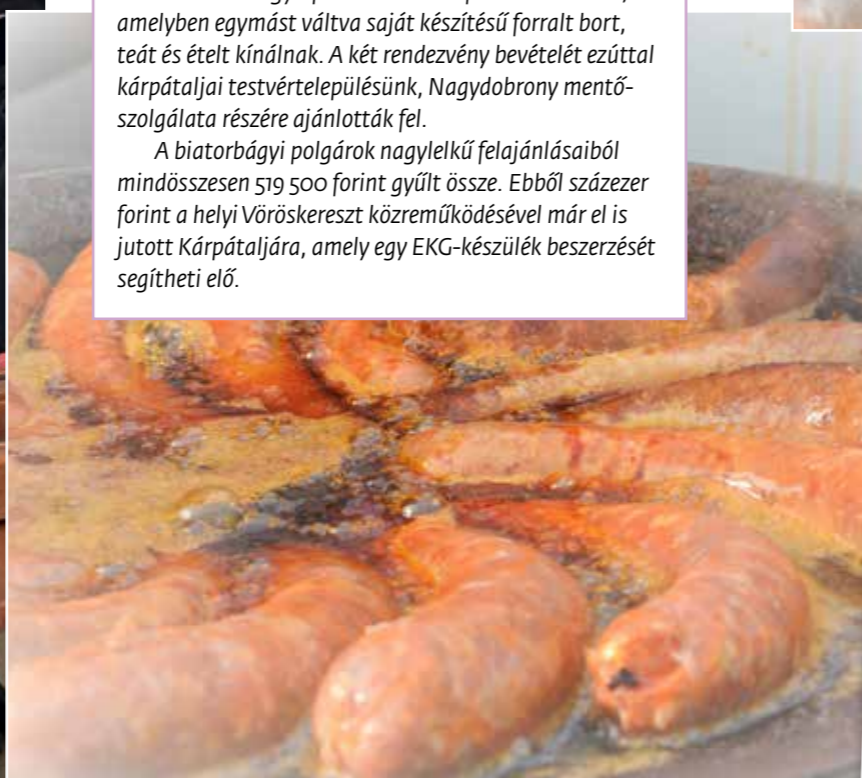 amelyben egymást váltva saját készítésű forralt bort,
teát és ételt kínálnak. A két rendezvény bevételét ezúttal
kárpátaljai testvértelepülésünk, Nagydobrony mentő-
szolgálata részére ajánlották fel.
A biatorbágyi polgárok nagylelkű felajánlásaiból
mindösszesen 519 500 forint gyűlt össze. Ebből százezer
forint a helyi Vöröskereszt közreműködésével már el is
jutott Kárpátaljára, amely egy EKG-készülék beszerzését
segítheti elő.